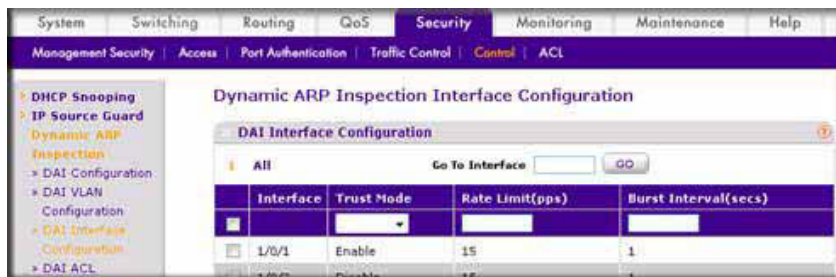 System Switching Routing QoS Security Monitoring Maintenance Help
Management Security | Access | Port Authentication | Traffic Control | Control | ACL
DHCP Snooping
IP Source Guard
Dynamic ARP
Inspection
» DAI Configuration
» DAI VLAN
Configuration
» DAI Interface
Configuration
» DAI ACL
Dynamic ARP Inspection Interface Configuration
DAI Interface Configuration
1 All Go To Interface GO
Interface Trust Mode Rate Limit(pps) Burst Interval(secs)
1/0/1 Enable 15 1